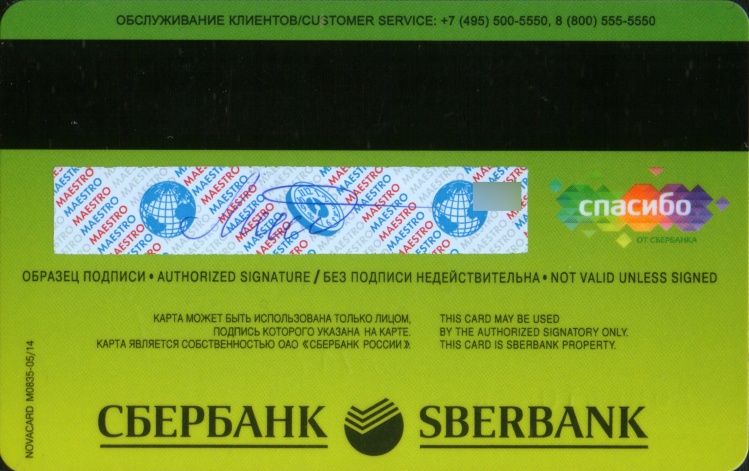 ОБСЛУЖИВАНИЕ КЛИЕНТОВ/CUSTOMER SERVICE: +7 (495) 500-5550, 8 (800) 555-5550
MAESTRO
спасибо
ОТ СБЕРБАНКА
ОБРАЗЕЦ ПОДПИСИ • AUTHORIZED SIGNATURE / БЕЗ ПОДПИСИ НЕДЕЙСТВИТЕЛЬНА • NOT VALID UNLESS SIGNED
КАРТА МОЖЕТ БЫТЬ ИСПОЛЬЗОВАНА ТОЛЬКО ЛИЦОМ,
ПОДПИСЬ КОТОРОГО УКАЗАНА НА КАРТЕ.
КАРТА ЯВЛЯЕТСЯ СОБСТВЕННОСТЬЮ ОАО «СБЕРБАНК РОССИИ».
THIS CARD MAY BE USED
BY THE AUTHORIZED SIGNATORY ONLY.
THIS CARD IS SBERBANK PROPERTY.
NOVACARD M0835-05/14
СБЕРБАНК SBERBANK